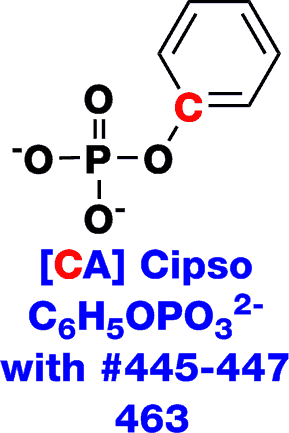 O
C
-O P O
O-
[CA] Cipso
C₆H₅OPO₃²⁻
with #445-447
463